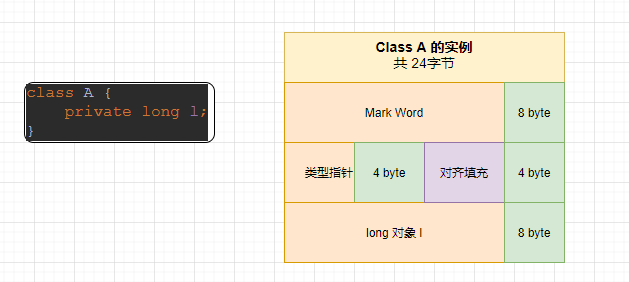 class A {
    private long l;
}
Class A 的实例
共 24字节
Mark Word 8 byte
类型指针 4 byte 对齐填充 4 byte
long 对象 l 8 byte